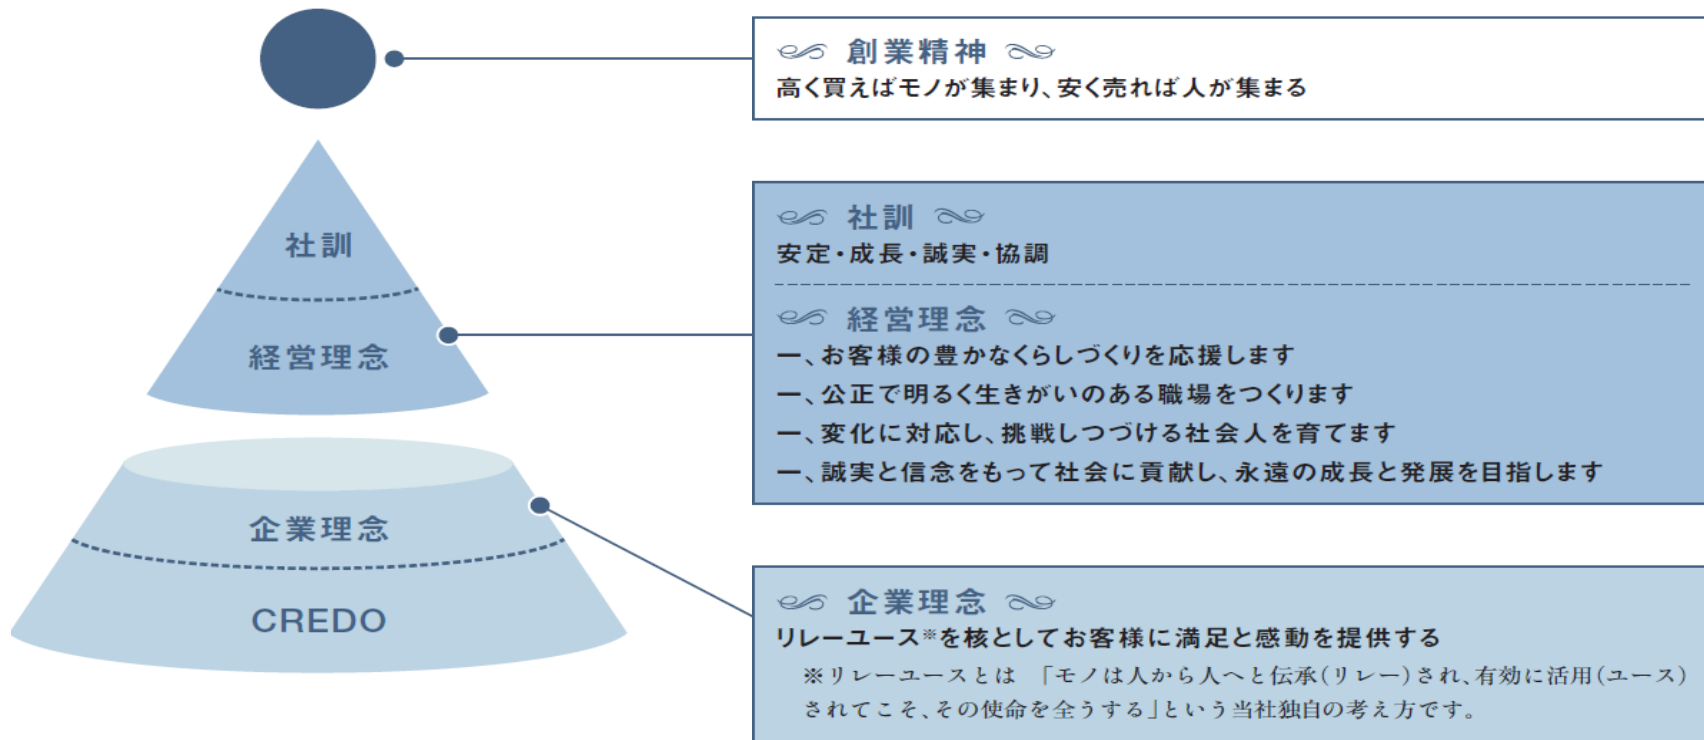 創業精神
高く買えばモノが集まり、安く売れば人が集まる
社訓
経営理念
社訓
安定・成長・誠実・協調
経営理念
一、お客様の豊かなくらしづくりを応援します
一、公正で明るく生きがいのある職場をつくります
一、変化に対応し、挑戦しつづける社会人を育てます
一、誠実と信念をもって社会に貢献し、永遠の成長と発展を目指します
企業理念
CREDO
企業理念
リレーユース※を核としてお客様に満足と感動を提供する
※リレーユースとは 「モノは人から人へと伝承(リレー)され、有効に活用(ユース)
されてこそ、その使命を全うする」という当社独自の考え方です。